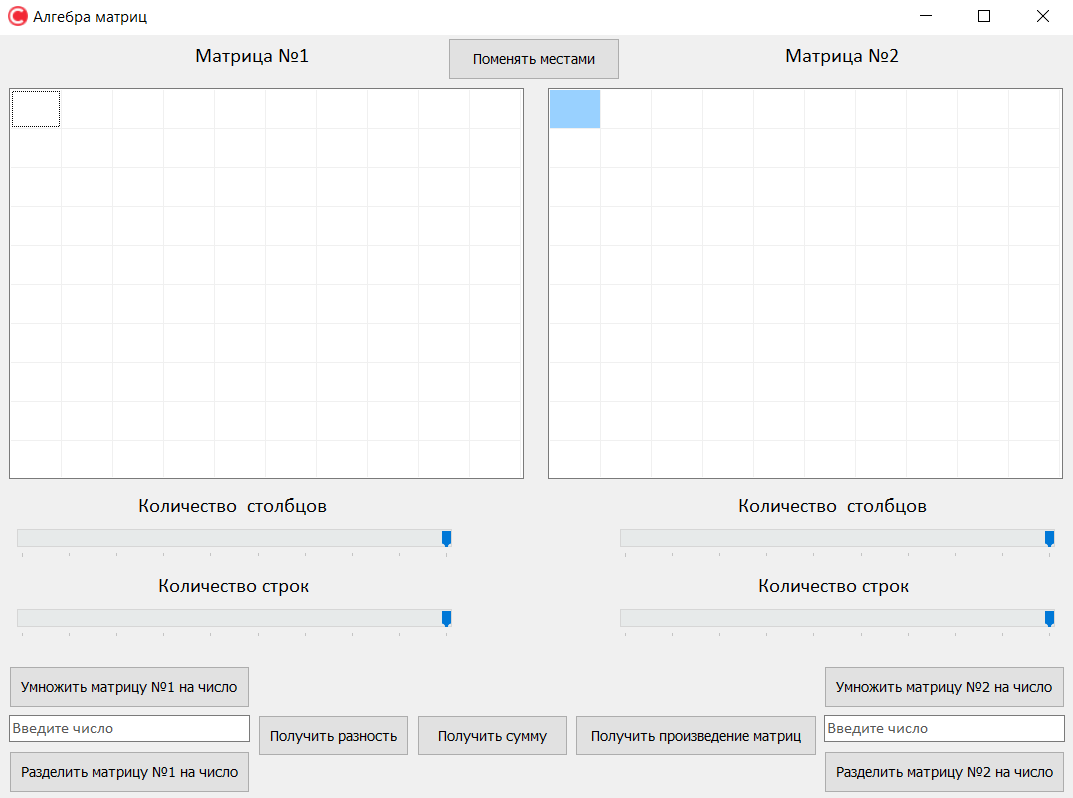 Алгебра матриц
Матрица №1
Поменять местами
Матрица №2
Количество  столбцов
Количество  столбцов
Количество строк
Количество строк
Умножить матрицу №1 на число
Умножить матрицу №2 на число
Введите число
Введите число
Получить разность
Получить сумму
Получить произведение матриц
Разделить матрицу №1 на число
Разделить матрицу №2 на число